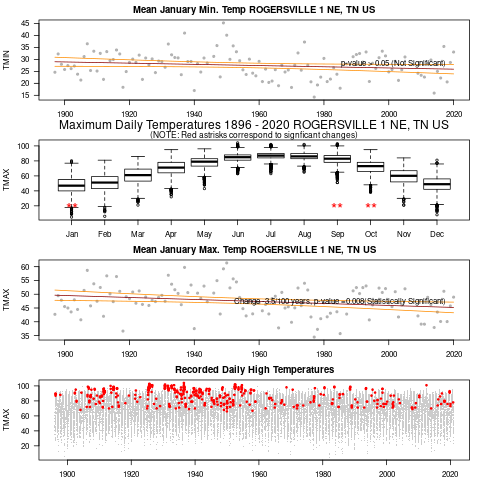 Mean January Min. Temp ROGERSVILLE 1 NE, TN US
TMIN
45
40
35
30
25
20
15
p-value > 0.05 (Not Significant)
1900 1920 1940 1960 1980 2000 2020
Maximum Daily Temperatures 1896 - 2020 ROGERSVILLE 1 NE, TN US
(NOTE: Red astrisks correspond to signficant changes)
TMAX
100
80
60
40
20
** ** **
Jan Feb Mar Apr May Jun Jul Aug Sep Oct Nov Dec
Mean January Max. Temp ROGERSVILLE 1 NE, TN US
TMAX
60
55
50
45
40
35
Change -3.5/100 years, p-value =0.008(Statistically Significant)
1900 1920 1940 1960 1980 2000 2020
Recorded Daily High Temperatures
TMAX
100
80
60
40
20
1900 1920 1940 1960 1980 2000 2020